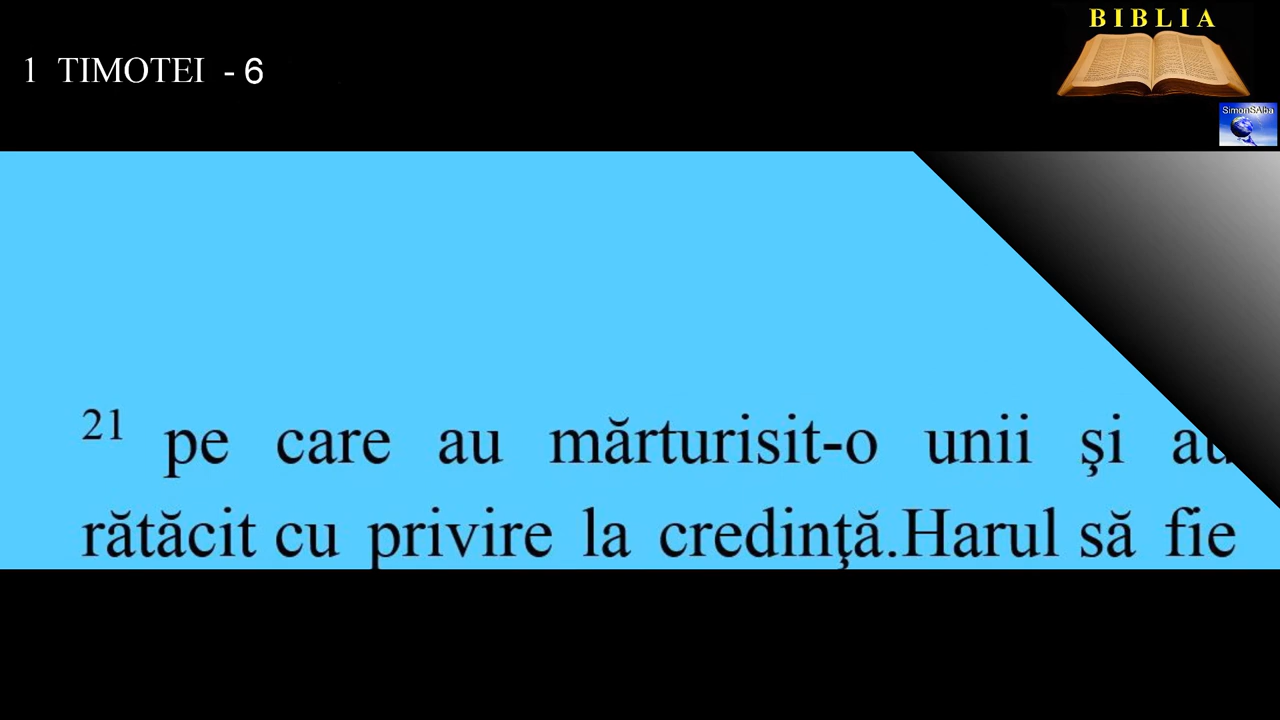 BIBLIA
1 TIMOTEI - 6
SimonSAlba
21 pe care au mărturisit-o unii şi au
rătăcit cu privire la credinţă.Harul să fie